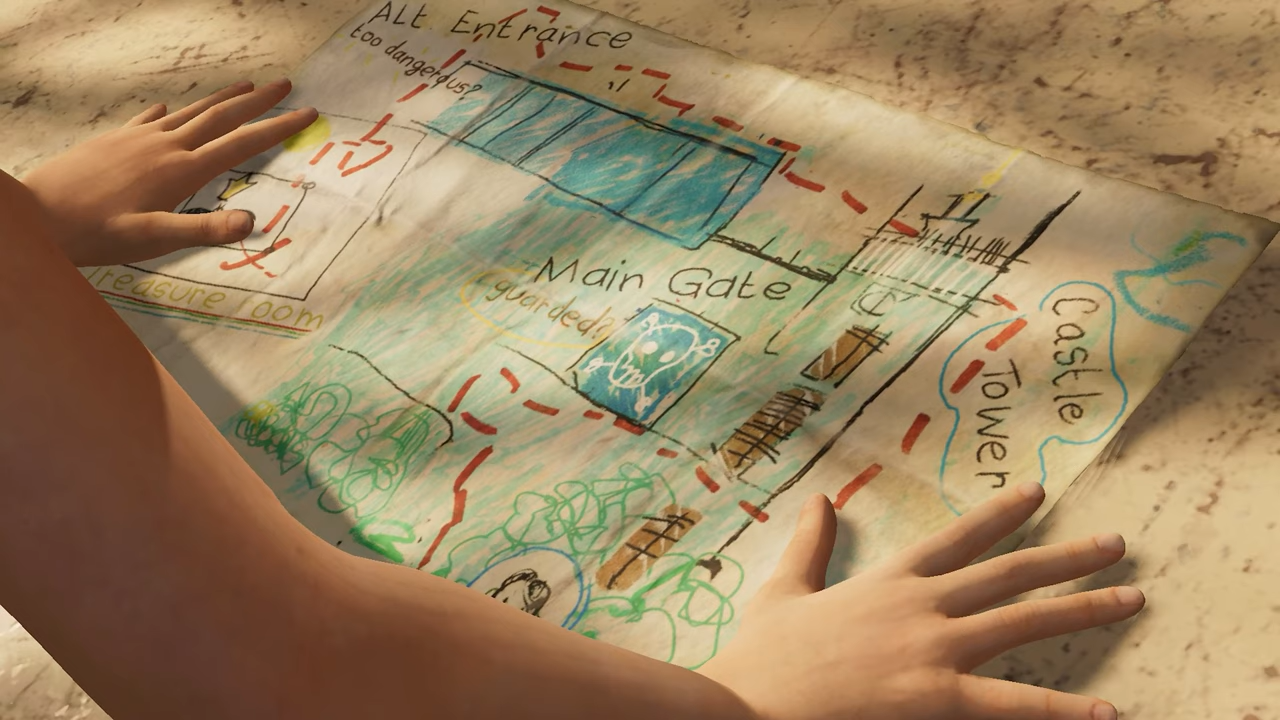 ALt Entrance
too dangerous?
Main Gate
guarded?
Treasure room
Castle
Tower